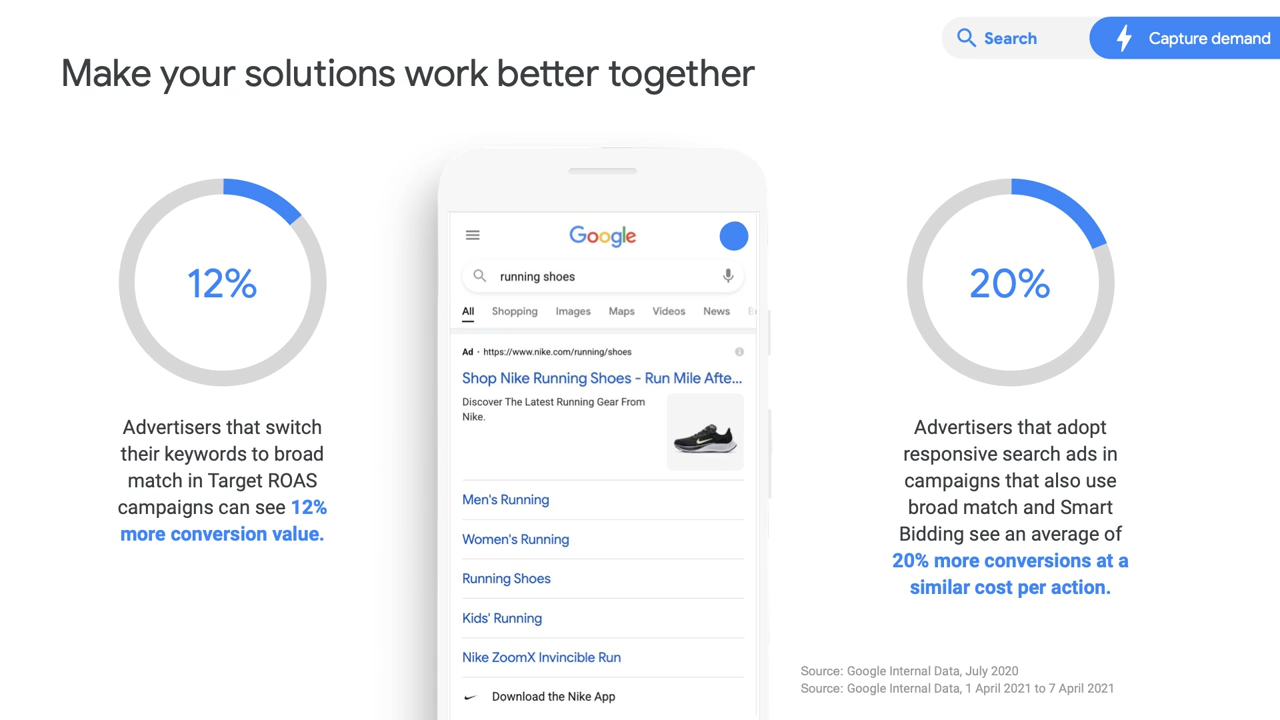 Search
Capture demand
Make your solutions work better together
12%
Advertisers that switch
their keywords to broad
match in Target ROAS
campaigns can see 12%
more conversion value.
Google
running shoes
All Shopping Images Maps Videos News
Ad · https://www.nike.com/running/shoes
Shop Nike Running Shoes - Run Mile Afte...
Discover The Latest Running Gear From
Nike.
Men's Running
Women's Running
Running Shoes
Kids' Running
Nike ZoomX Invincible Run
Download the Nike App
20%
Advertisers that adopt
responsive search ads in
campaigns that also use
broad match and Smart
Bidding see an average of
20% more conversions at a
similar cost per action.
Source: Google Internal Data, July 2020
Source: Google Internal Data, 1 April 2021 to 7 April 2021